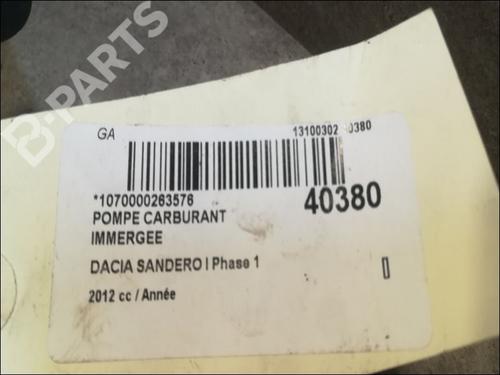 B-PARTS
GA
13100302 40380
*1070000263576
40380
POMPE CARBURANT
IMMERGEE
DACIA SANDERO I Phase 1
2012 cc / Année